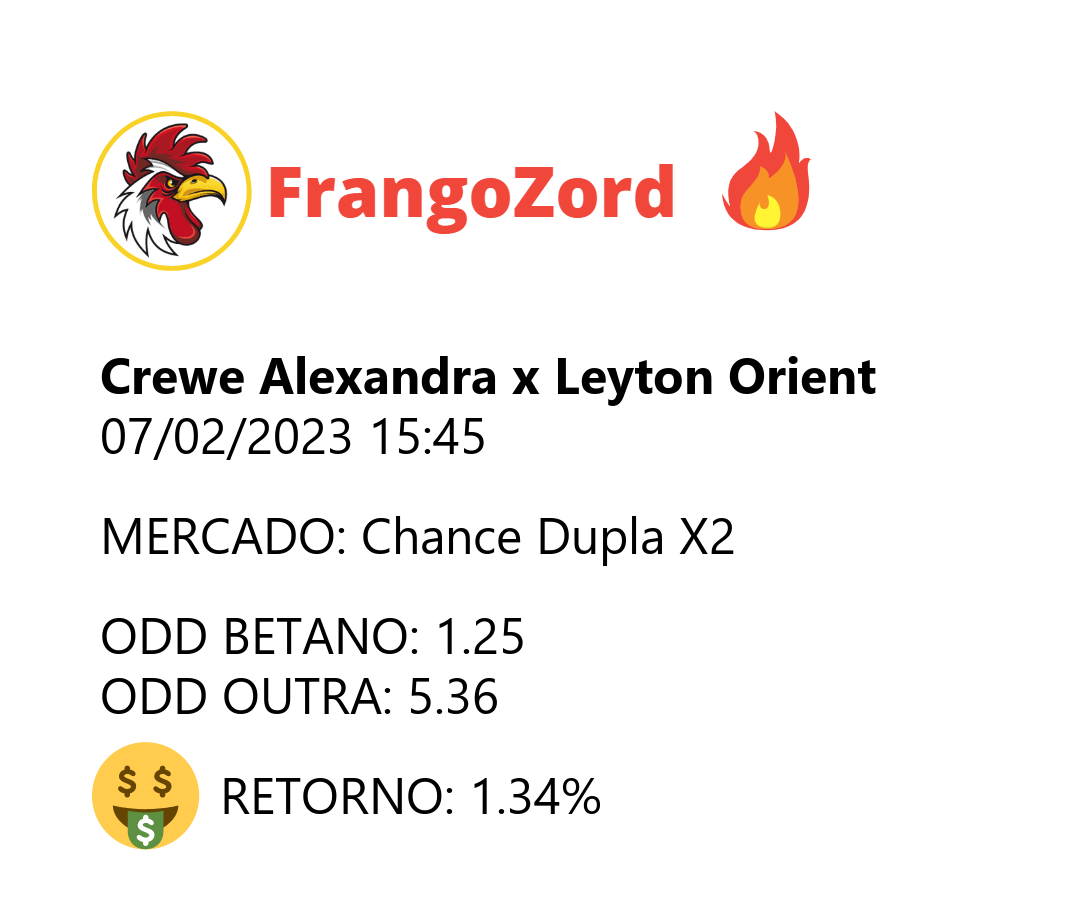 FrangoZord
Crewe Alexandra x Leyton Orient
07/02/2023 15:45
MERCADO: Chance Dupla X2
ODD BETANO: 1.25
ODD OUTRA: 5.36
$ $
$
RETORNO: 1.34%